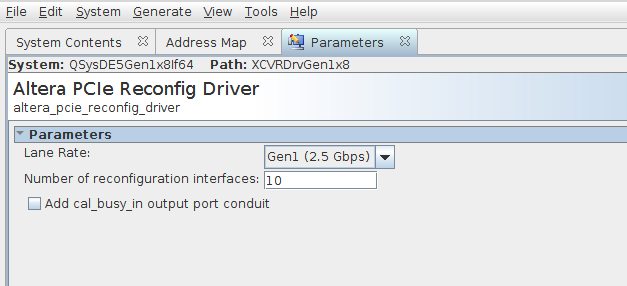 File Edit System Generate View Tools Help
System Contents Address Map Parameters
System: QSysDE5Gen1x8If64 Path: XCVRDrvGen1x8
Altera PCIe Reconfig Driver
altera_pcie_reconfig_driver
Parameters
Lane Rate: Gen1 (2.5 Gbps)
Number of reconfiguration interfaces: 10
Add cal_busy_in output port conduit